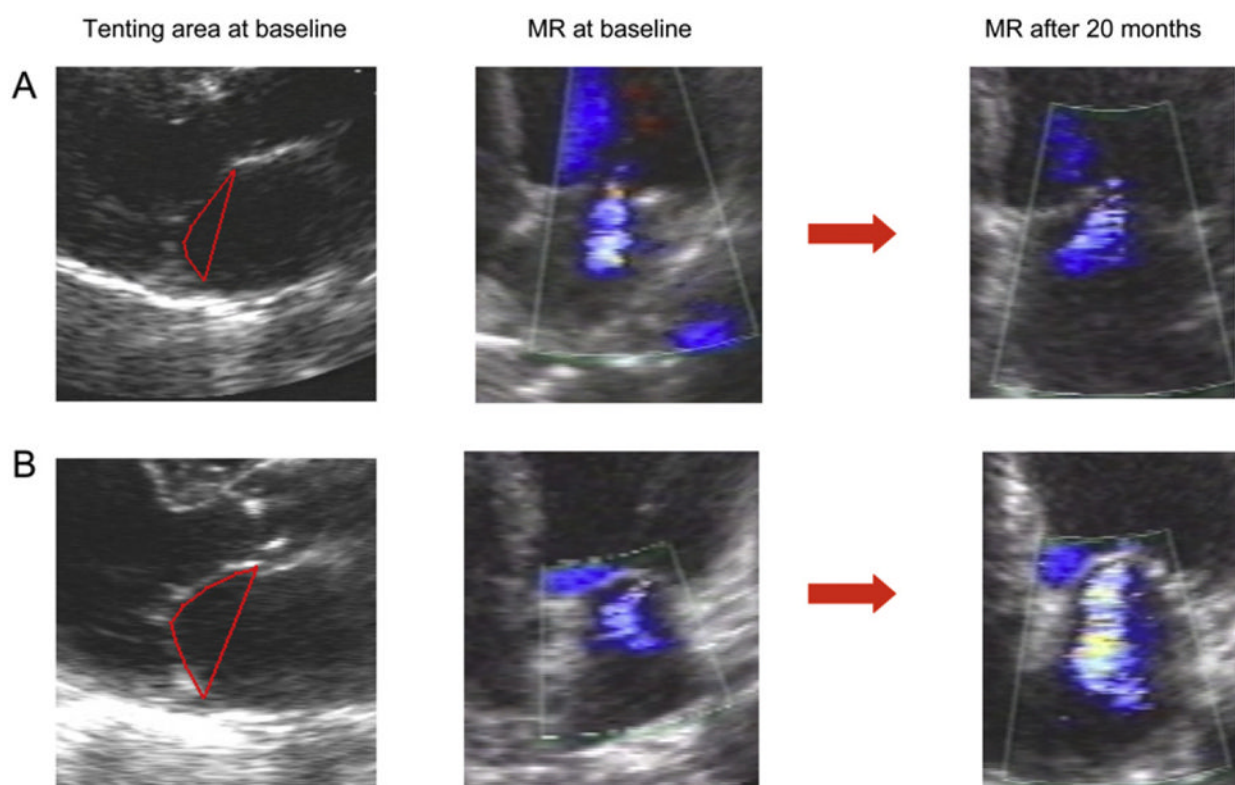 Tenting area at baseline
MR at baseline
MR after 20 months
A
B